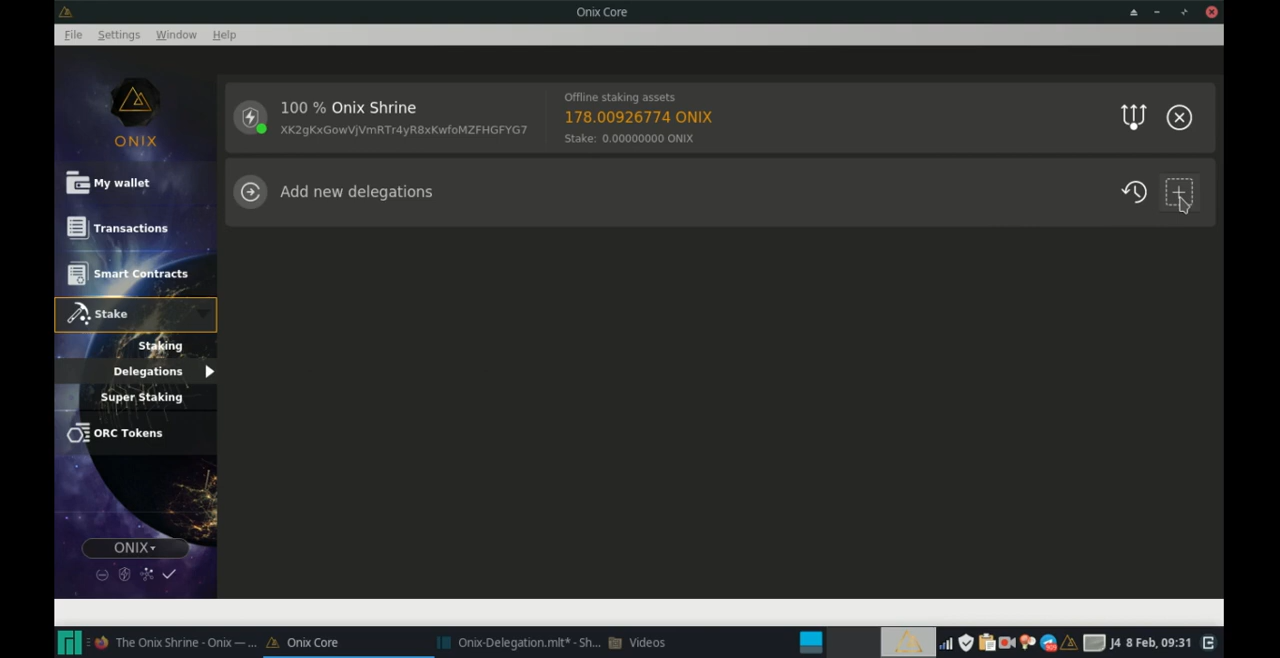 Onix Core
File Settings Window Help
ONIX
My wallet
Transactions
Smart Contracts
Stake
Staking
Delegations
Super Staking
ORC Tokens
ONIX
100 % Onix Shrine
XK2gKxGowVjVmRTr4yR8xKwfoMZFHGFYG7
Offline staking assets
178.00926774 ONIX
Stake: 0.00000000 ONIX
Add new delegations
The Onix Shrine - Onix — ...
Onix Core
Onix-Delegation.mlt* - Sh...
Videos
J4 8 Feb, 09:31